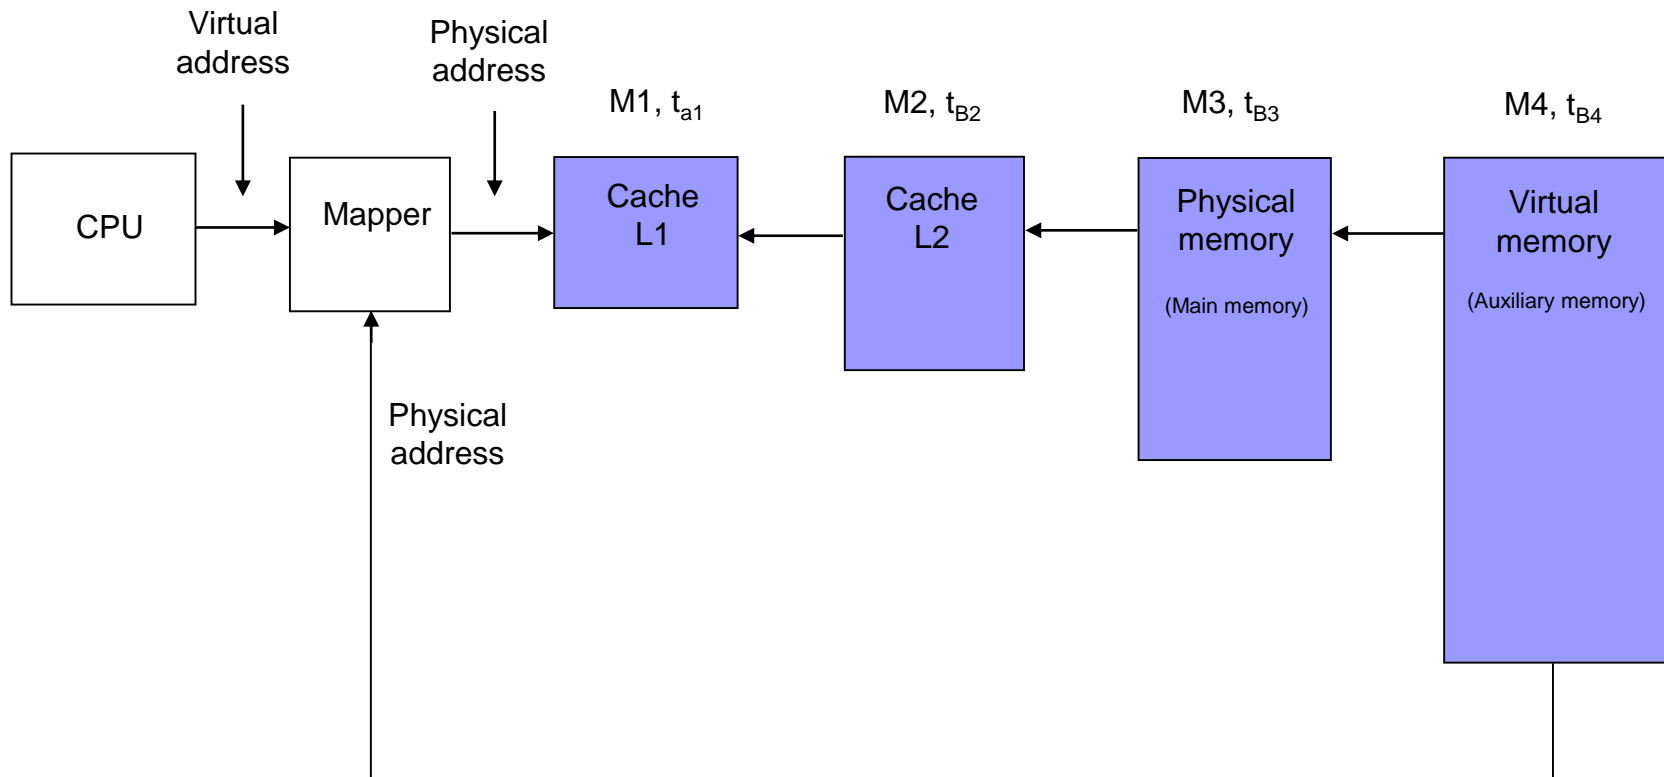 Virtual
address
Physical
address
M1, ta1
M2, tB2
M3, tB3
M4, tB4
CPU
Mapper
Cache
L1
Cache
L2
Physical
memory
(Main memory)
Virtual
memory
(Auxiliary memory)
Physical
address